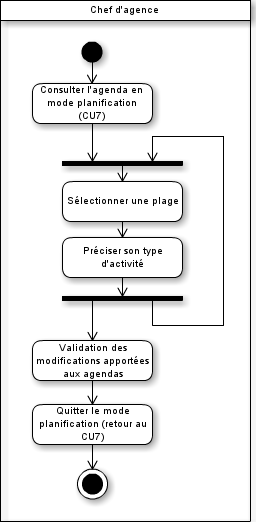 Chef d'agence
Consulter l'agenda en
mode planification
(CU7)
Sélectionner une plage
Préciser son type
d'activité
Validation des
modifications apportées
aux agendas
Quitter le mode
planification (retour au
CU7)